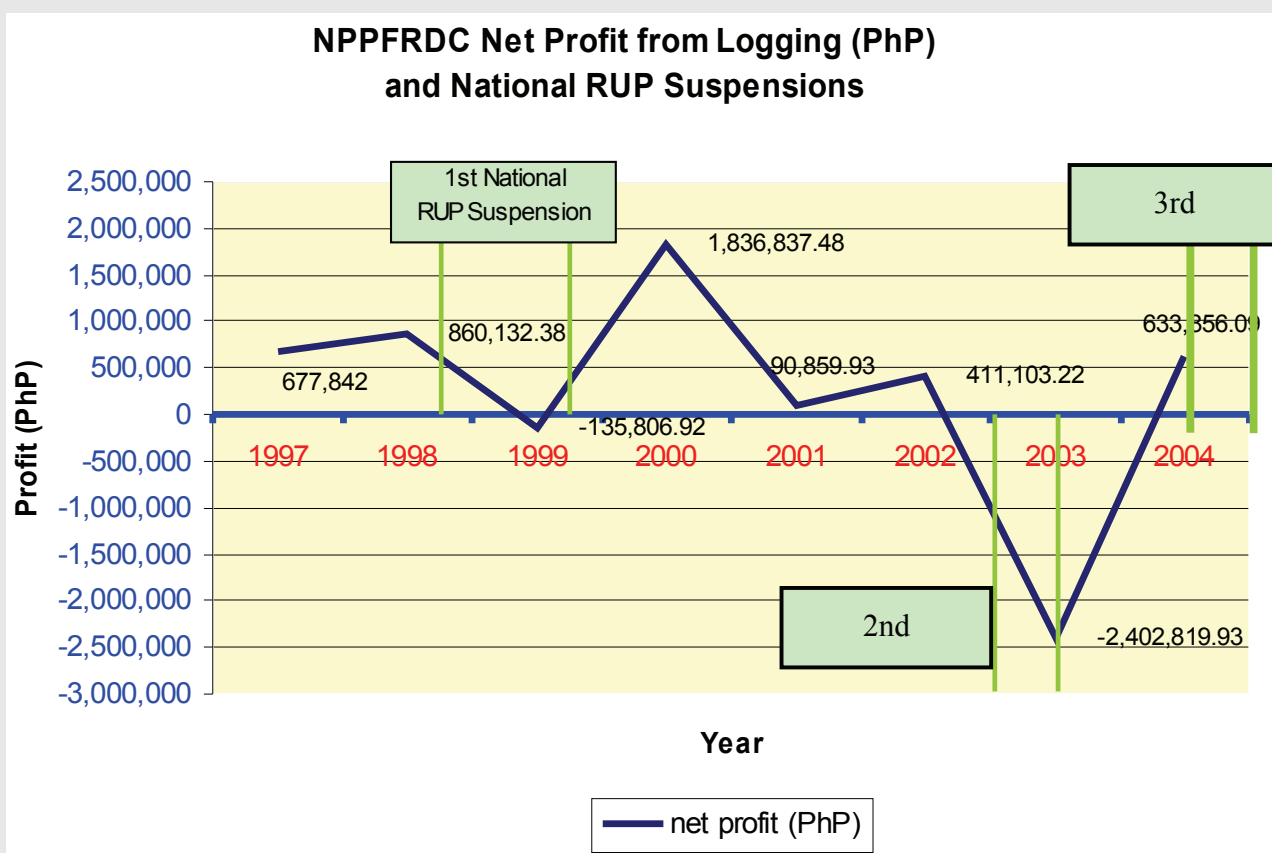 NPPFRDC Net Profit from Logging (PhP)
and National RUP Suspensions
1st National
RUP Suspension
3rd
2nd
Profit (PhP)
2,500,000
2,000,000
1,500,000
1,000,000
500,000
0
-500,000
-1,000,000
-1,500,000
-2,000,000
-2,500,000
-3,000,000
677,842
860,132.38
-135,806.92
1,836,837.48
90,859.93
411,103.22
-2,402,819.93
633,356.09
1997 1998 1999 2000 2001 2002 2003 2004
Year
net profit (PhP)